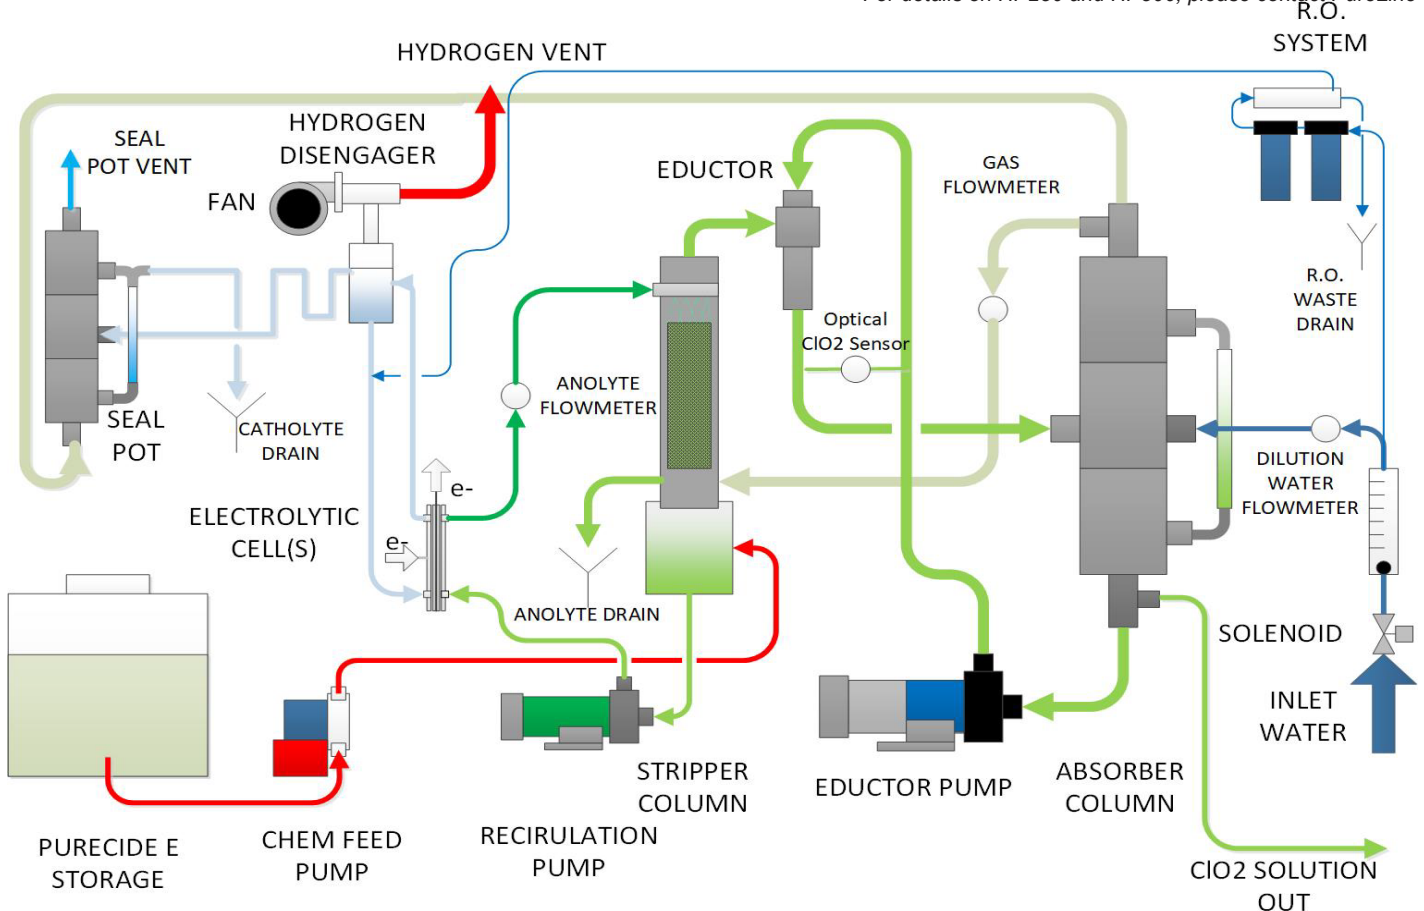 R.O.
SYSTEM
HYDROGEN VENT
HYDROGEN
DISENGAGER
SEAL
POT VENT
FAN
EDUCTOR
GAS
FLOWMETER
R.O.
WASTE
DRAIN
Optical
ClO2 Sensor
ANOLYTE
FLOWMETER
SEAL
POT
CATHOLYTE
DRAIN
DILUTION
WATER
FLOWMETER
e-
ELECTROLYTIC
CELL(S)
e-
ANOLYTE DRAIN
SOLENOID
INLET
WATER
STRIPPER
COLUMN
EDUCTOR PUMP
ABSORBER
COLUMN
PURECIDE E
STORAGE
CHEM FEED
PUMP
RECIRULATION
PUMP
ClO2 SOLUTION
OUT